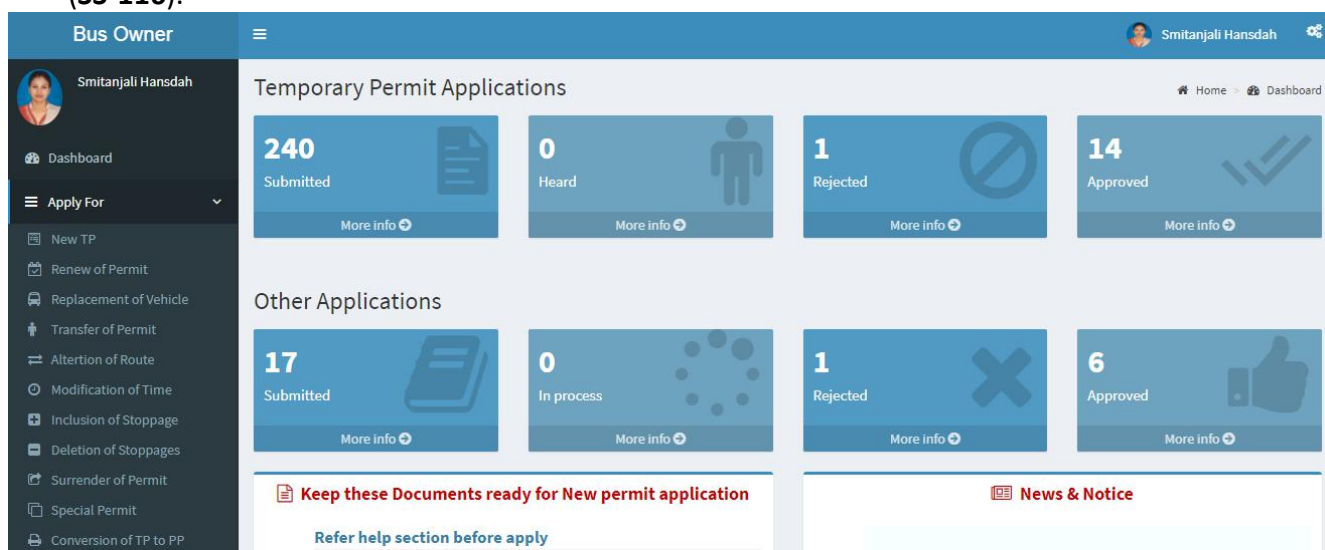 (SS-116).
Bus Owner
Smitanjali Hansdah
Smitanjali Hansdah
Dashboard
Apply For
New TP
Renew of Permit
Replacement of Vehicle
Transfer of Permit
Altertion of Route
Modification of Time
Inclusion of Stoppage
Deletion of Stoppages
Surrender of Permit
Special Permit
Conversion of TP to PP
Temporary Permit Applications
Home > Dashboard
240
Submitted
More info
0
Heard
More info
1
Rejected
More info
14
Approved
More info
Other Applications
17
Submitted
More info
0
In process
More info
1
Rejected
More info
6
Approved
More info
Keep these Documents ready for New permit application
Refer help section before apply
News & Notice